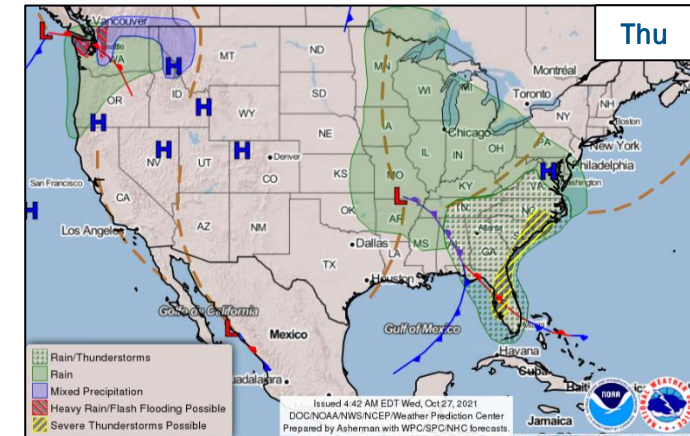 Thu
Vancouver
L
Seattle
WA
MT
ND
MN
Montréal
H
OR
ID
H
SD
WI
MI
Toronto
NH
H
WY
NY
Boston
IA
Chicago
NE
New York
H
NV
UT
H
Denver
IL
IN
OH
PA
Philadelphia
San Francisco
CO
KS
MO
H
Washington
CA
KY
VA
H
L
Los Angeles
AZ
NM
OK
AR
TN
NC
Atlanta
Dallas
MS
AL
GA
LA
TX
Houston
Golfo de California
L
Mexico
Gulf of Mexico
Havana
Cuba
Jamaica
Rain/Thunderstorms
Rain
Mixed Precipitation
Heavy Rain/Flash Flooding Possible
Severe Thunderstorms Possible
Issued 4:42 AM EDT Wed, Oct 27, 2021
DOC/NOAA/NWS/NCEP/Weather Prediction Center
Prepared by Asherman with WPC/SPC/NHC forecasts.
NOAA